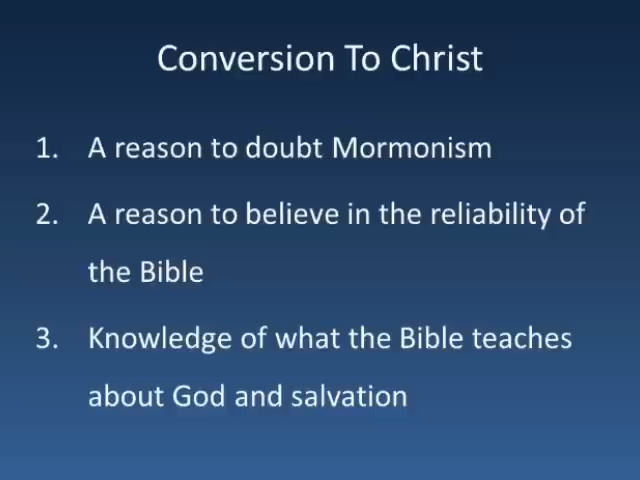 Conversion To Christ
1. A reason to doubt Mormonism
2. A reason to believe in the reliability of
the Bible
3. Knowledge of what the Bible teaches
about God and salvation